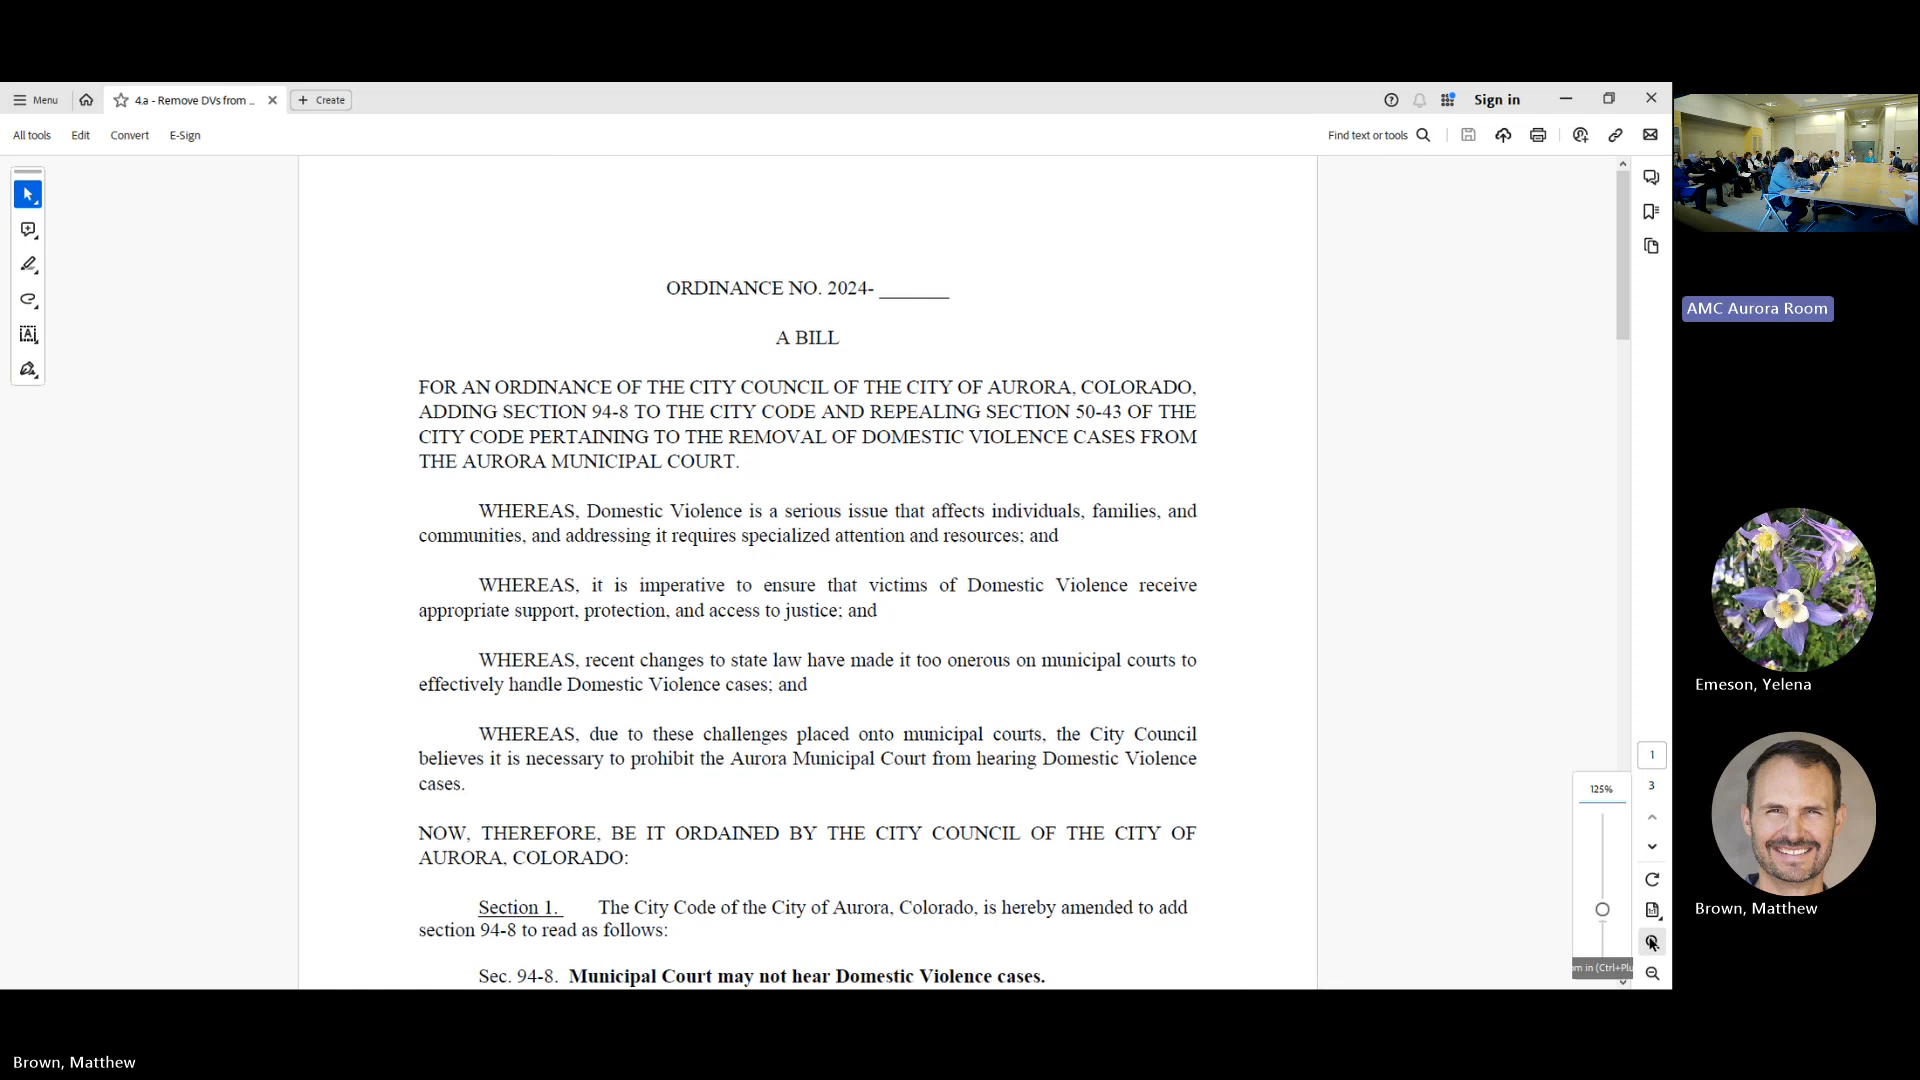 Menu
4.a - Remove DVs from ...
Create
Sign in
All tools
Edit
Convert
E-Sign
Find text or tools
ORDINANCE NO. 2024- _______
A BILL
FOR AN ORDINANCE OF THE CITY COUNCIL OF THE CITY OF AURORA, COLORADO,
ADDING SECTION 94-8 TO THE CITY CODE AND REPEALING SECTION 50-43 OF THE
CITY CODE PERTAINING TO THE REMOVAL OF DOMESTIC VIOLENCE CASES FROM
THE AURORA MUNICIPAL COURT.
WHEREAS, Domestic Violence is a serious issue that affects individuals, families, and
communities, and addressing it requires specialized attention and resources; and
WHEREAS, it is imperative to ensure that victims of Domestic Violence receive
appropriate support, protection, and access to justice; and
WHEREAS, recent changes to state law have made it too onerous on municipal courts to
effectively handle Domestic Violence cases; and
WHEREAS, due to these challenges placed onto municipal courts, the City Council
believes it is necessary to prohibit the Aurora Municipal Court from hearing Domestic Violence
cases.
NOW, THEREFORE, BE IT ORDAINED BY THE CITY COUNCIL OF THE CITY OF
AURORA, COLORADO:
Section 1. The City Code of the City of Aurora, Colorado, is hereby amended to add
section 94-8 to read as follows:
Sec. 94-8. Municipal Court may not hear Domestic Violence cases.
1
3
125%
om in (Ctrl+Plu
AMC Aurora Room
Emeson, Yelena
Brown, Matthew
Brown, Matthew